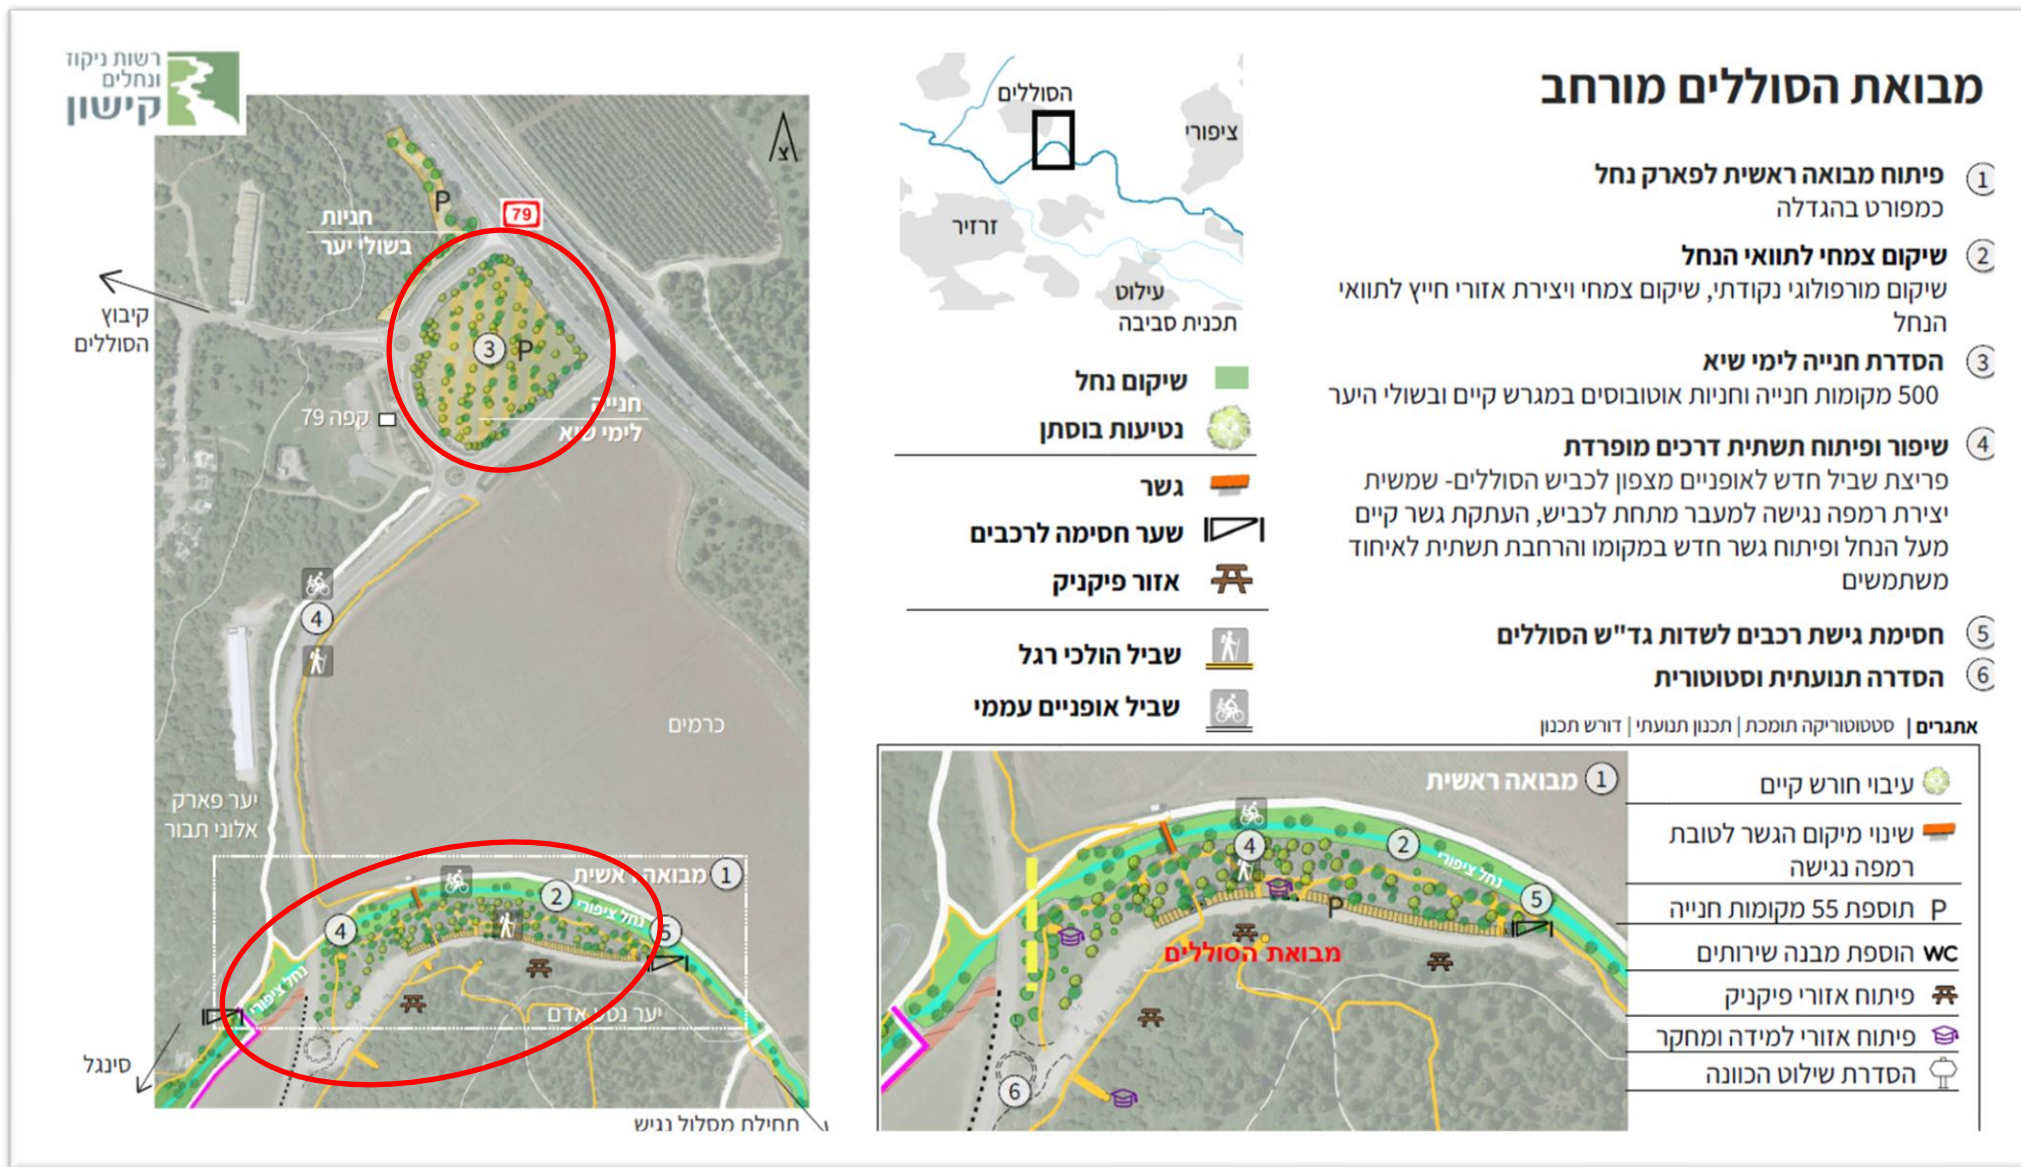 מבואת הסוללים מורחב
1 פיתוח מבואה ראשית לפארק נחל
כמפורט בהגדלה
2 שיקום צמחי לתוואי הנחל
שיקום מורפולוגי נקודתי, שיקום צמחי ויצירת אזורי חייץ לתוואי
הנחל
3 הסדרת חנייה לימי שיא
500 מקומות חנייה וחניות אוטובוסים במגרש קיים ובשולי היער
4 שיפור ופיתוח תשתית דרכים מופרדת
פריצת שביל חדש לאופניים מצפון לכביש הסוללים- שמשית
יצירת רמפה נגישה למעבר מתחת לכביש, העתקת גשר קיים
מעל הנחל ופיתוח גשר חדש במקומו והרחבת תשתית לאיחוד
משתמשים
5 חסימת גישת רכבים לשדות גד"ש הסוללים
6 הסדרה תנועתית וסטוטורית
אתגרים | סטטוטוריקה תומכת | תכנון תנועתי | דורש תכנון
הסוללים
ציפורי
זרזיר
עילוט
תכנית סביבה
שיקום נחל
נטיעות בוסתן
גשר
שער חסימה לרכבים
אזור פיקניק
שביל הולכי רגל
שביל אופניים עממי
רשות ניקוז
ונחלים
קישון
צ
79
P
חניות
בשולי יער
קיבוץ
הסוללים
3 P
חנייה
לימי שיא
קפה 79
4
כרמים
יער פארק
אלוני תבור
1 מבואה ראשית
2
נחל ציפורי
4
5
נחל ציפורי
יער נטע אדם
סינגל
תחילת מסלול נגיש
1 מבואה ראשית
4
2
נחל ציפורי
5
P
מבואת הסוללים
6
עיבוי חורש קיים
שינוי מיקום הגשר לטובת
רמפה נגישה
P תוספת 55 מקומות חנייה
WC הוספת מבנה שירותים
פיתוח אזורי פיקניק
פיתוח אזורי למידה ומחקר
הסדרת שילוט הכוונה